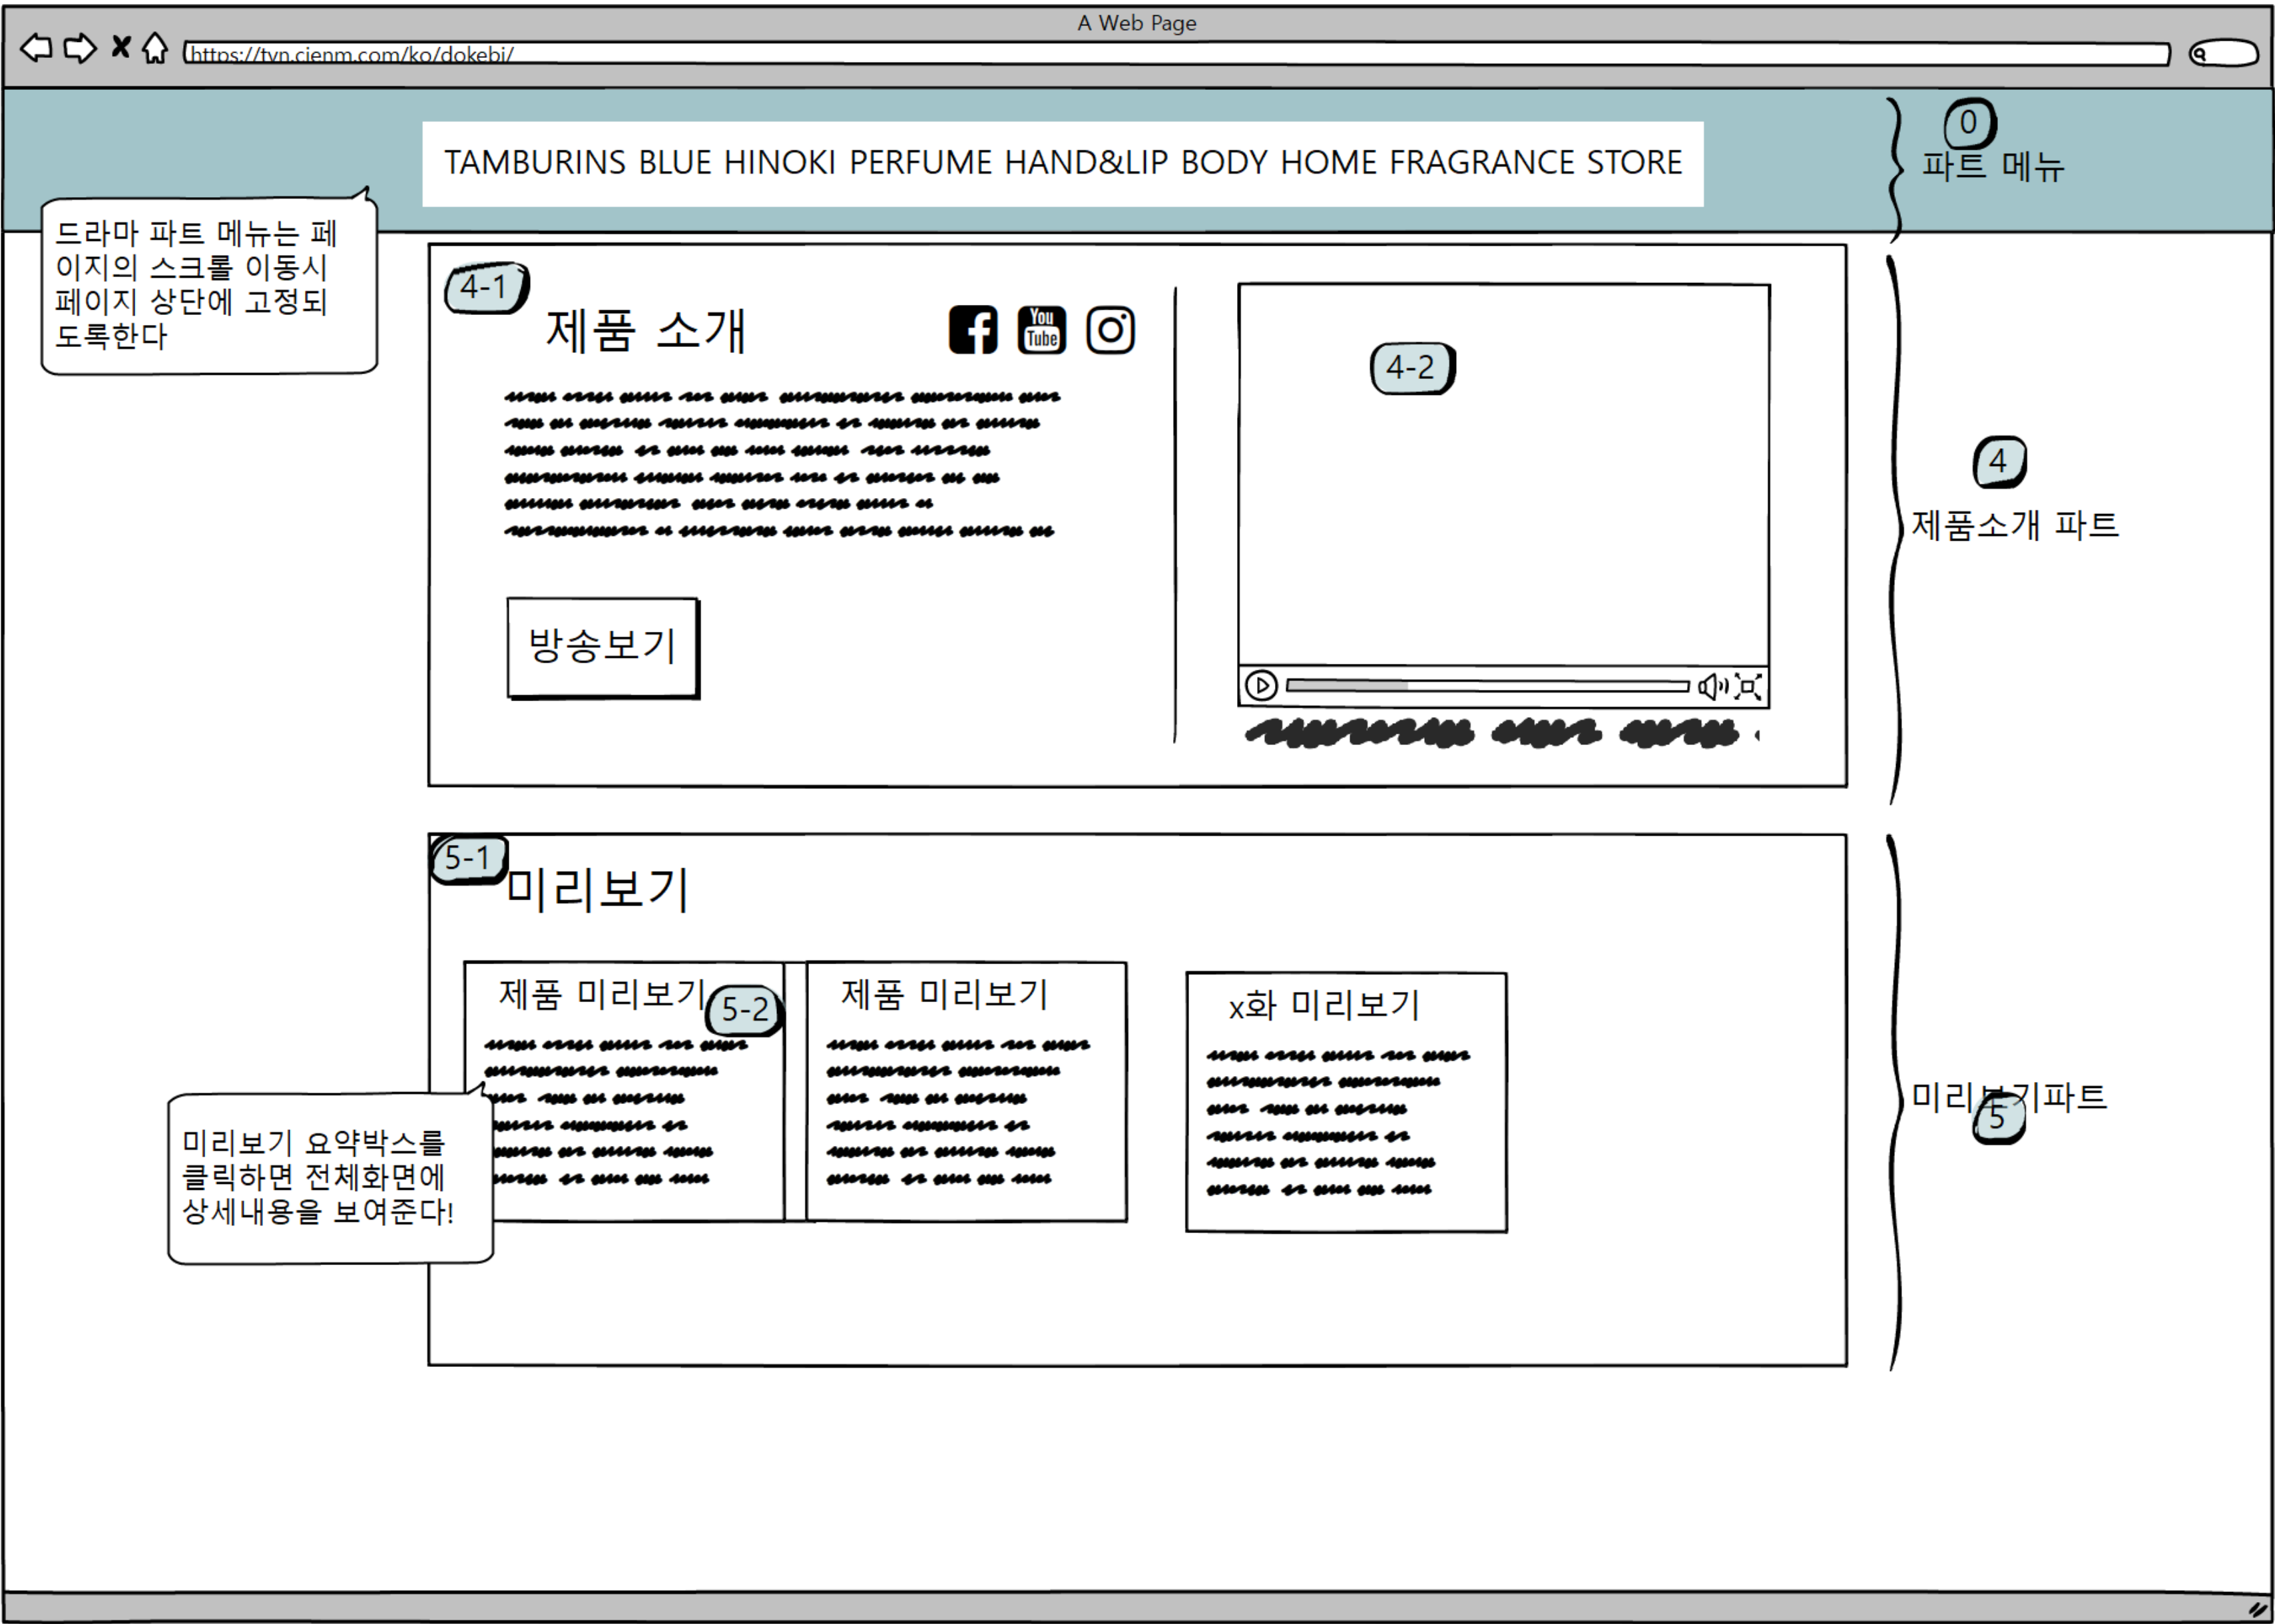 A Web Page
https://tvn.cjenm.com/ko/dokebi/
TAMBURINS BLUE HINOKI PERFUME HAND&LIP BODY HOME FRAGRANCE STORE
0
파트 메뉴
드라마 파트 메뉴는 페
이지의 스크롤 이동시
페이지 상단에 고정되
도록한다
4-1
제품 소개
You
Tube
4-2
4
제품소개 파트
방송보기
5-1
미리보기
제품 미리보기
5-2
제품 미리보기
x화 미리보기
미리보기 요약박스를
클릭하면 전체화면에
상세내용을 보여준다!
미리보기파트
5